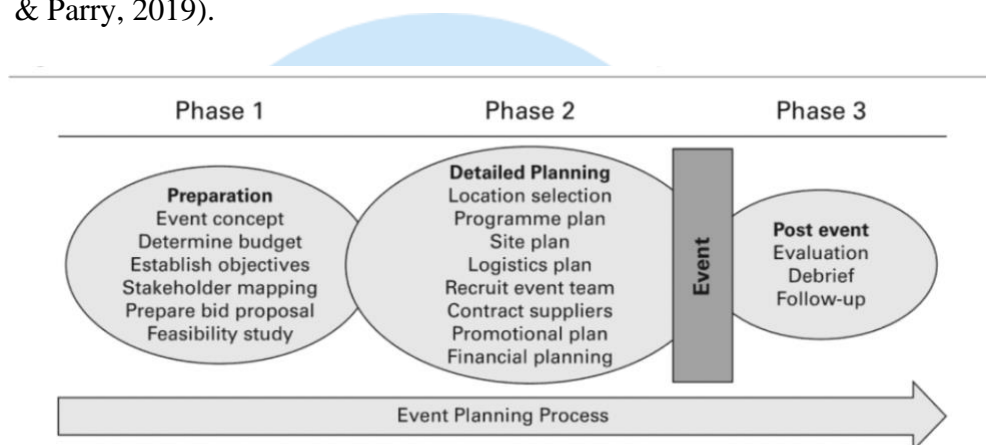 & Parry, 2019).
Phase 1
Phase 2
Phase 3
Preparation
Event concept
Determine budget
Establish objectives
Stakeholder mapping
Prepare bid proposal
Feasibility study
Detailed Planning
Location selection
Programme plan
Site plan
Logistics plan
Recruit event team
Contract suppliers
Promotional plan
Financial planning
Event
Post event
Evaluation
Debrief
Follow-up
Event Planning Process